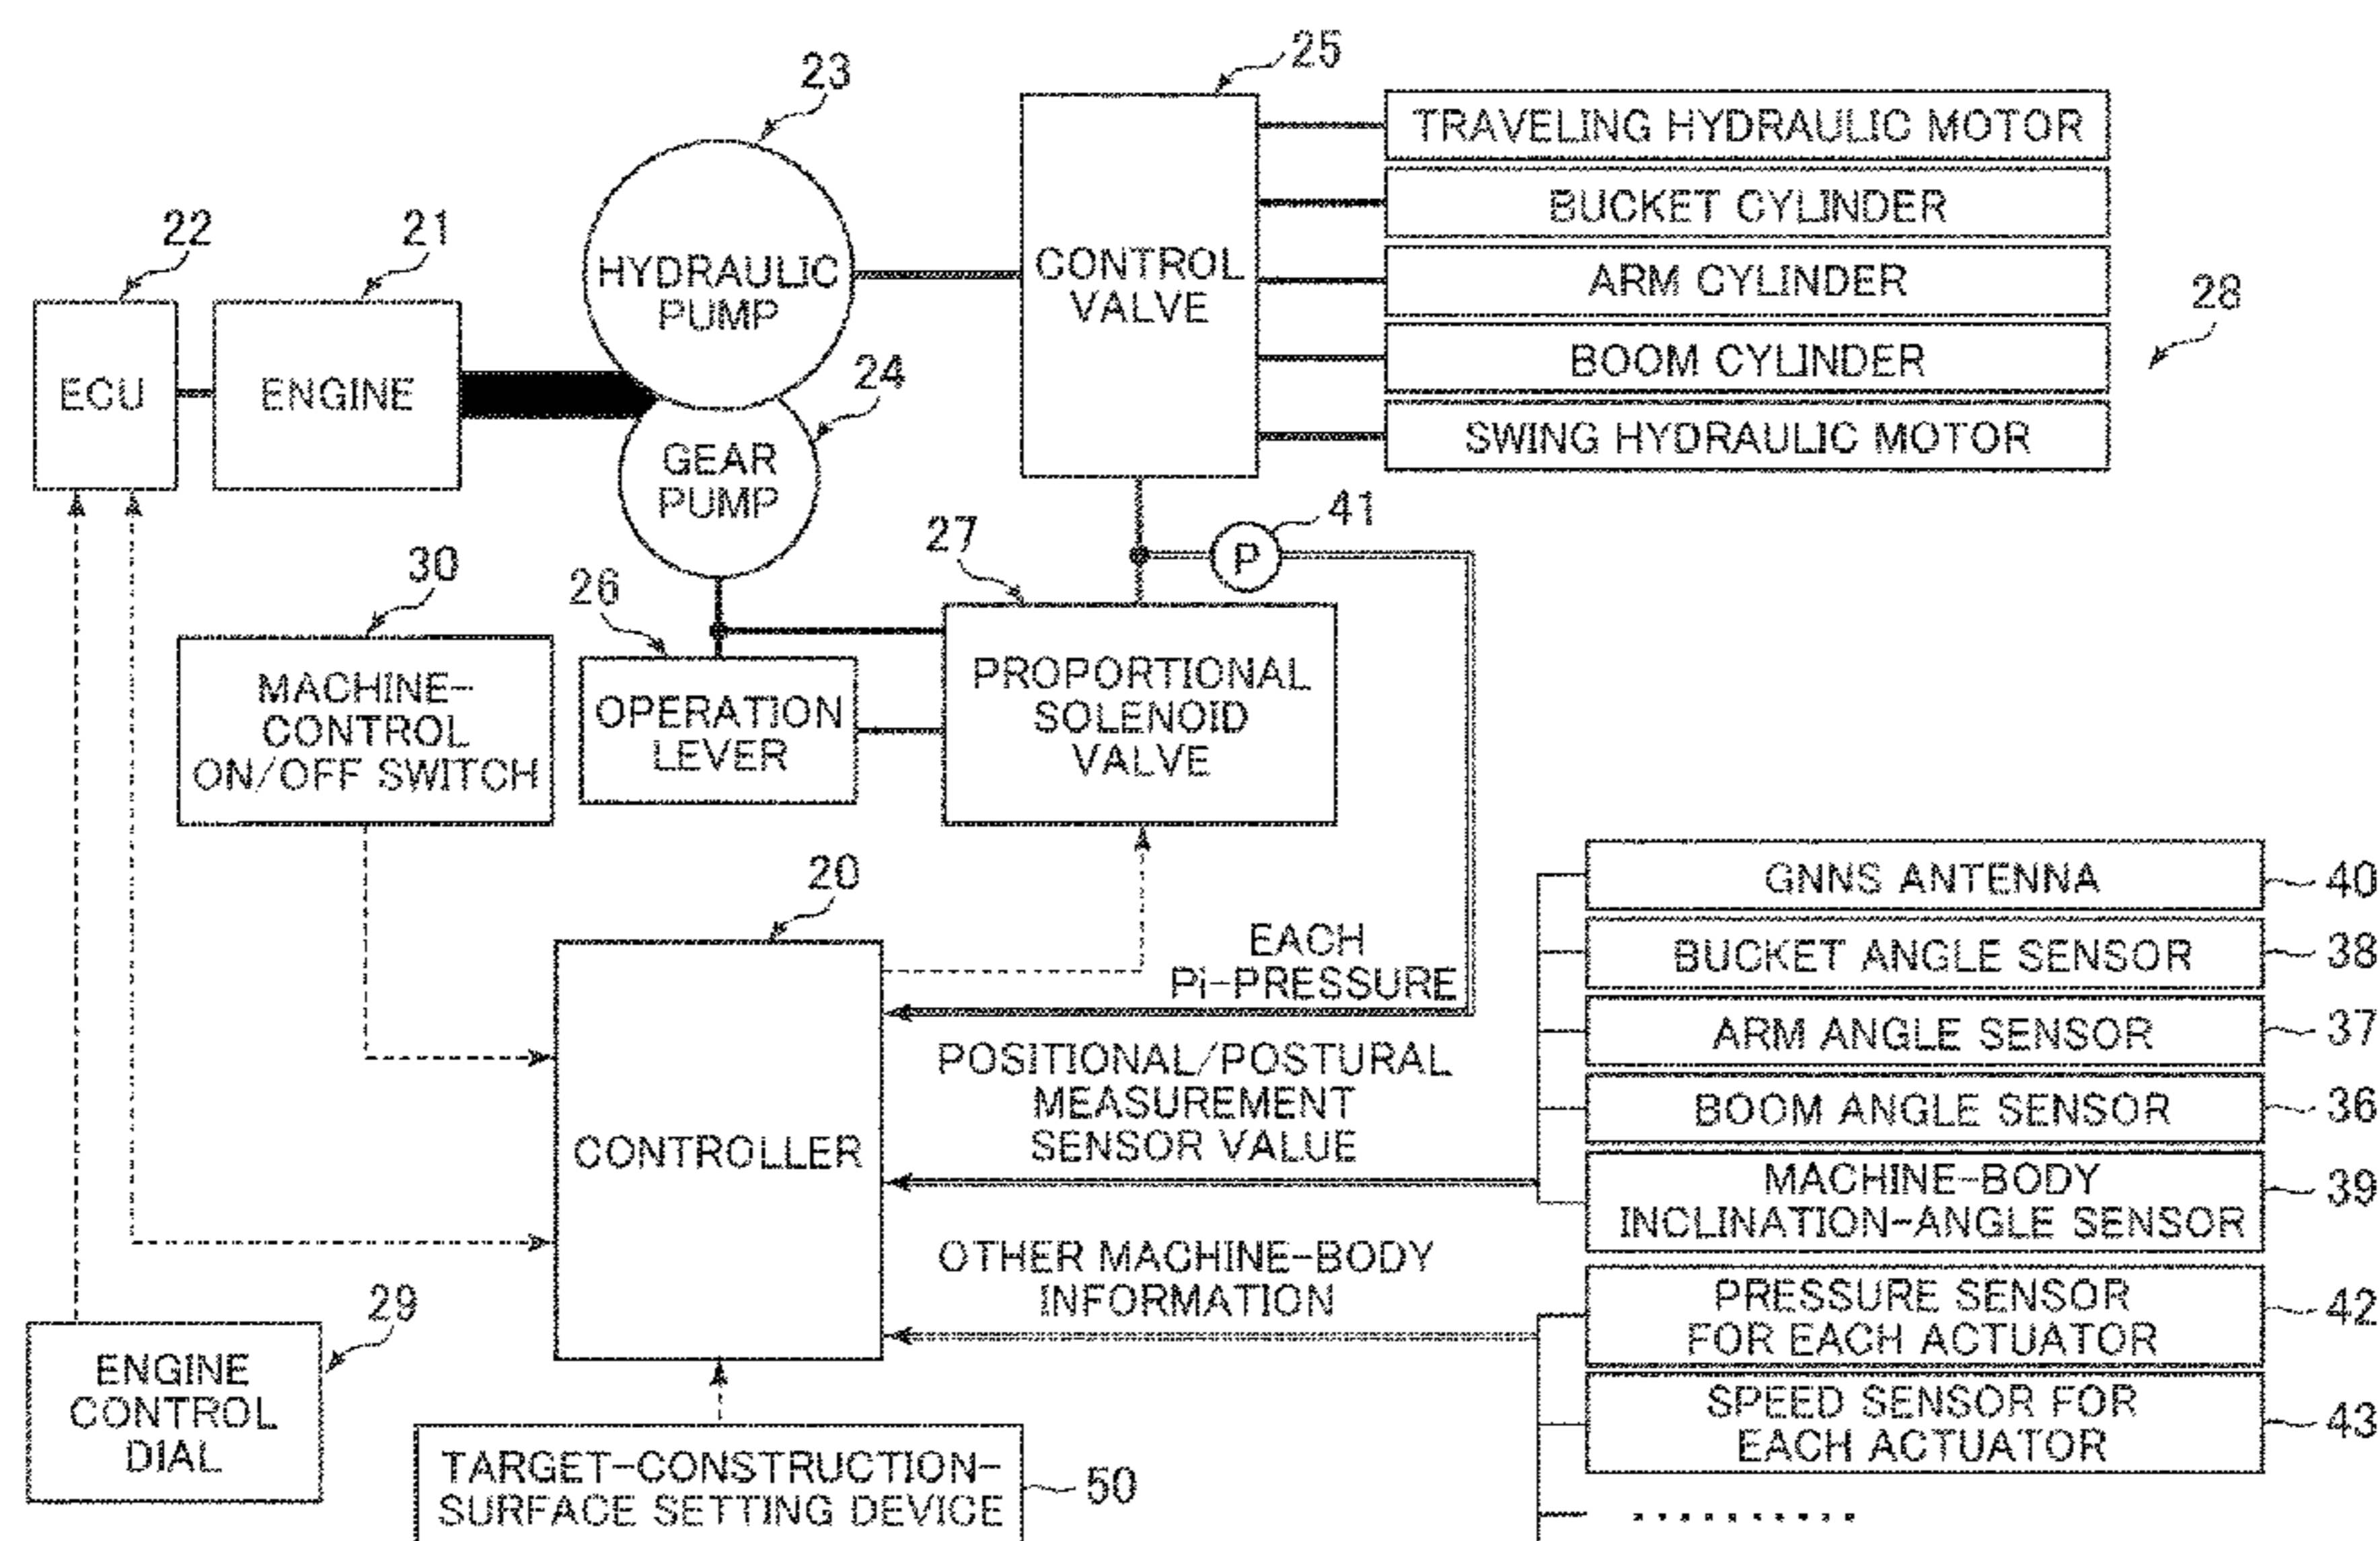 23
25
TRAVELING HYDRAULIC MOTOR
BUCKET CYLINDER
ARM CYLINDER
BOOM CYLINDER
SWING HYDRAULIC MOTOR
28
22
21
HYDRAULIC
PUMP
CONTROL
VALVE
ECU
ENGINE
24
GEAR
PUMP
41
P
30
26
27
MACHINE-
CONTROL
ON/OFF SWITCH
OPERATION
LEVER
PROPORTIONAL
SOLENOID
VALVE
20
CONTROLLER
EACH
Pi-PRESSURE
POSITIONAL/POSTURAL
MEASUREMENT
SENSOR VALUE
OTHER MACHINE-BODY
INFORMATION
GNNS ANTENNA
40
BUCKET ANGLE SENSOR
38
ARM ANGLE SENSOR
37
BOOM ANGLE SENSOR
36
MACHINE-BODY
INCLINATION-ANGLE SENSOR
39
PRESSURE SENSOR
FOR EACH ACTUATOR
42
SPEED SENSOR FOR
EACH ACTUATOR
43
..........
29
ENGINE
CONTROL
DIAL
TARGET-CONSTRUCTION-
SURFACE SETTING DEVICE
50